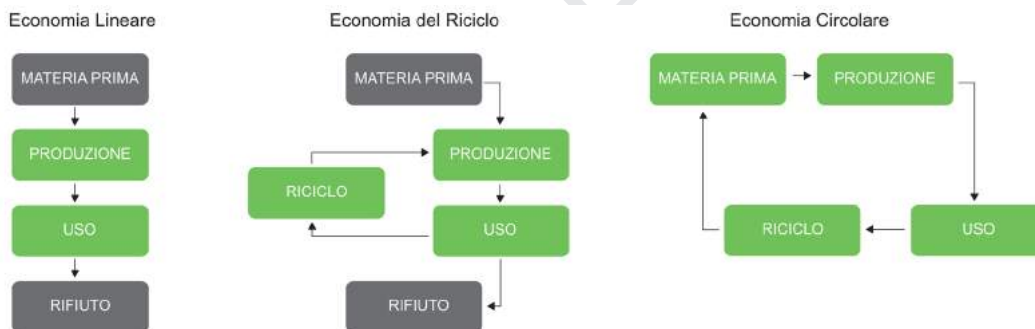 Economia Lineare
MATERIA PRIMA
PRODUZIONE
USO
RIFIUTO
Economia del Riciclo
MATERIA PRIMA
PRODUZIONE
RICICLO
USO
RIFIUTO
Economia Circolare
MATERIA PRIMA
PRODUZIONE
RICICLO
USO